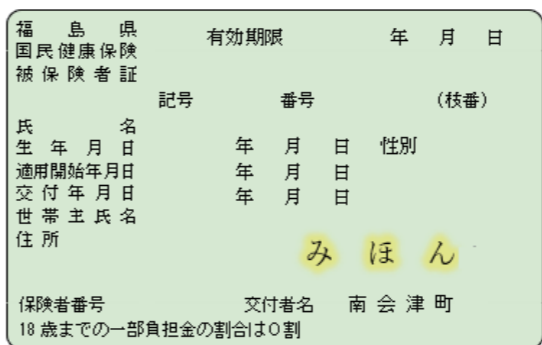 福島県 有効期限 年 月 日
国民健康保険
被保険者証
記号 番号 (枝番)
氏名
生年月日 年 月 日 性別
適用開始年月日 年 月 日
交付年月日 年 月 日
世帯主氏名
住所
みほん
保険者番号 交付者名 南会津町
18歳までの一部負担金の割合は0割